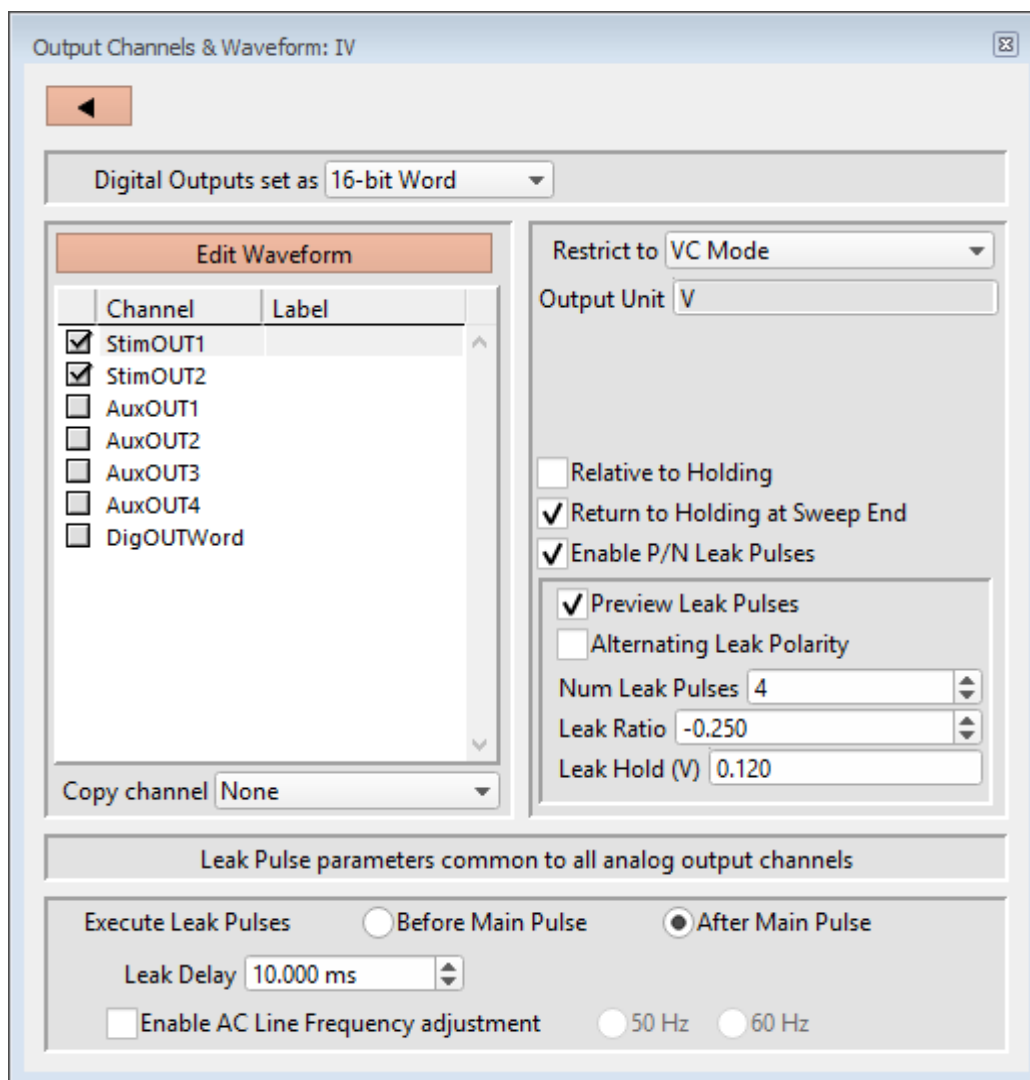 Output Channels & Waveform: IV
Digital Outputs set as 16-bit Word
Edit Waveform
Channel Label
StimOUT1
StimOUT2
AuxOUT1
AuxOUT2
AuxOUT3
AuxOUT4
DigOUTWord
Copy channel None
Restrict to VC Mode
Output Unit V
Relative to Holding
Return to Holding at Sweep End
Enable P/N Leak Pulses
Preview Leak Pulses
Alternating Leak Polarity
Num Leak Pulses 4
Leak Ratio -0.250
Leak Hold (V) 0.120
Leak Pulse parameters common to all analog output channels
Execute Leak Pulses Before Main Pulse After Main Pulse
Leak Delay 10.000 ms
Enable AC Line Frequency adjustment 50 Hz 60 Hz